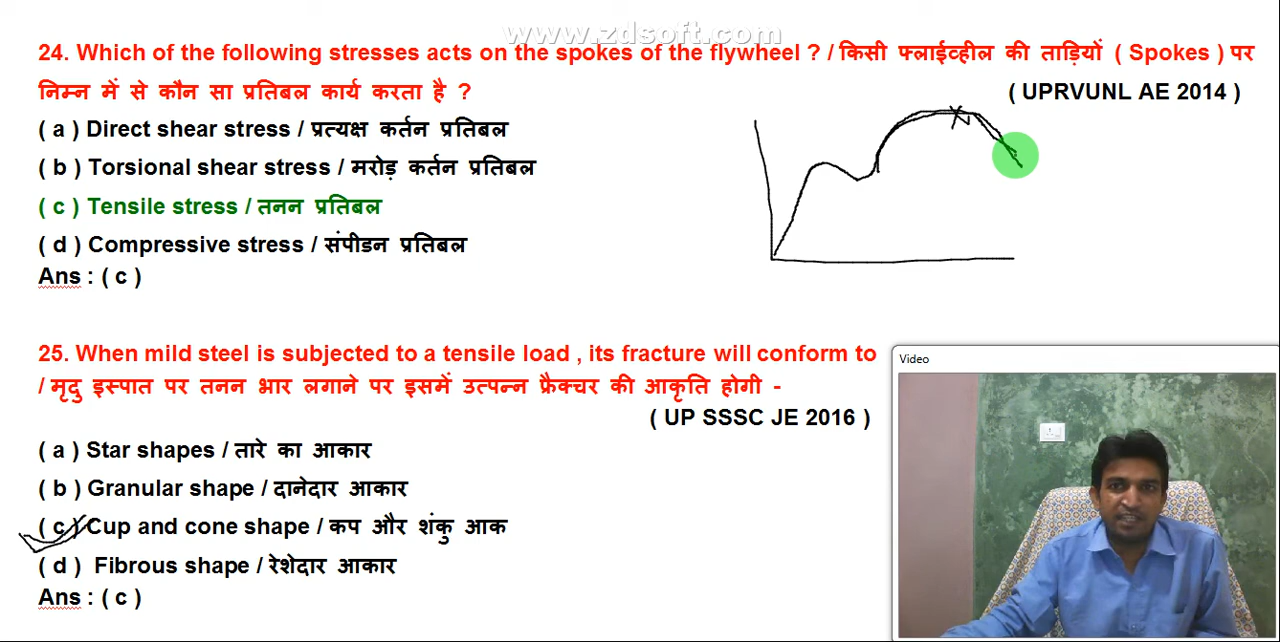 www.zdsoft.com
24. Which of the following stresses acts on the spokes of the flywheel ? / किसी फ्लाईव्हील की ताड़ियों ( Spokes ) पर
निम्न में से कौन सा प्रतिबल कार्य करता है ?
( UPRVUNL AE 2014 )
( a ) Direct shear stress / प्रत्यक्ष कर्तन प्रतिबल
( b ) Torsional shear stress / मरोड़ कर्तन प्रतिबल
( c ) Tensile stress / तनन प्रतिबल
( d ) Compressive stress / संपीडन प्रतिबल
Ans : ( c )
25. When mild steel is subjected to a tensile load , its fracture will conform to
/ मृदु इस्पात पर तनन भार लगाने पर इसमें उत्पन्न फ्रैक्चर की आकृति होगी -
( UP SSSC JE 2016 )
( a ) Star shapes / तारे का आकार
( b ) Granular shape / दानेदार आकार
( c ) Cup and cone shape / कप और शंकु आक
( d ) Fibrous shape / रेशेदार आकार
Ans : ( c )
Video